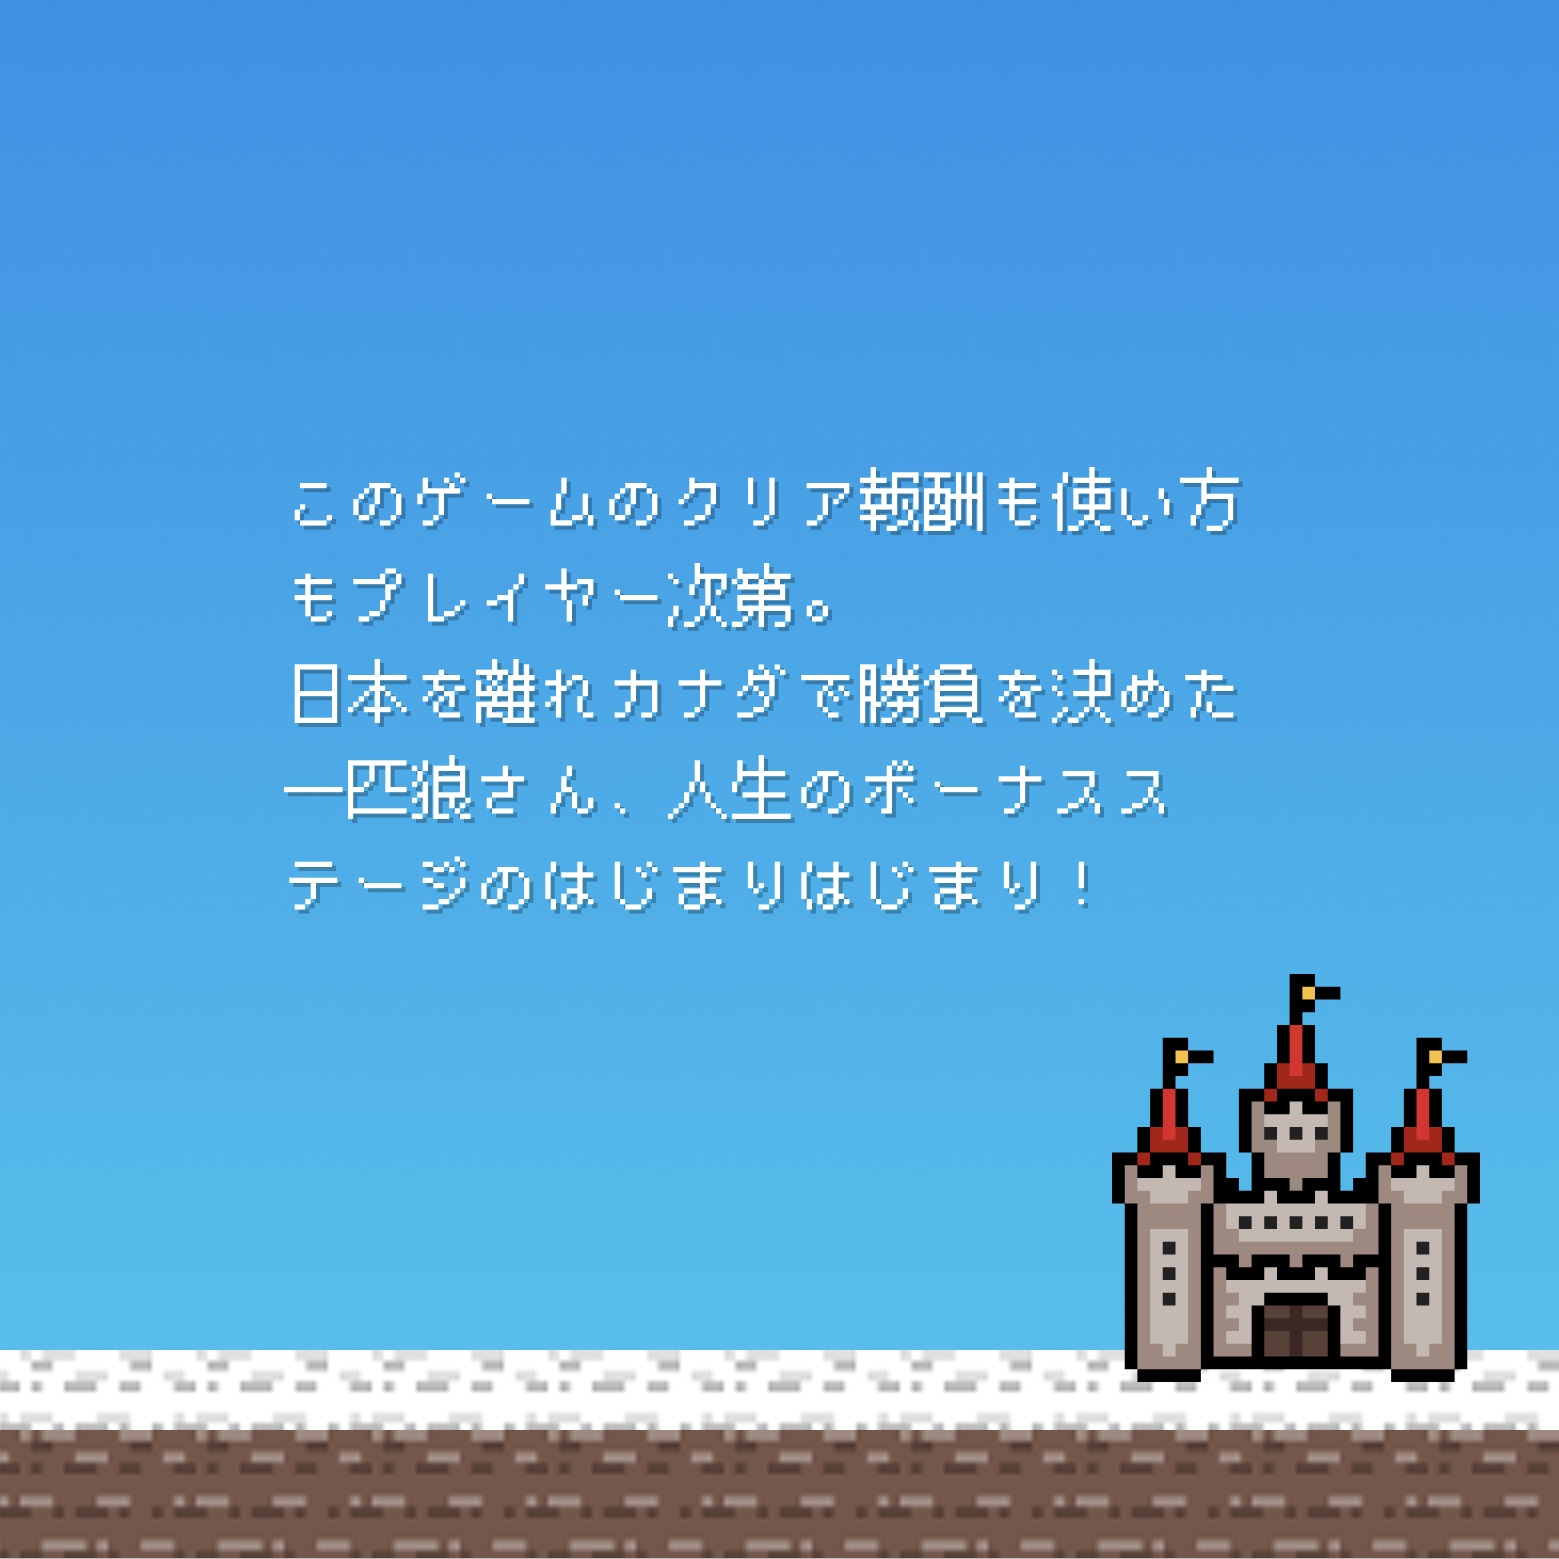 このゲームのクリア報酬も使い方
もプレイヤー次第。
日本を離れカナダで勝負を決めた
一匹狼さん、人生のボーナスス
テージのはじまりはじまり！